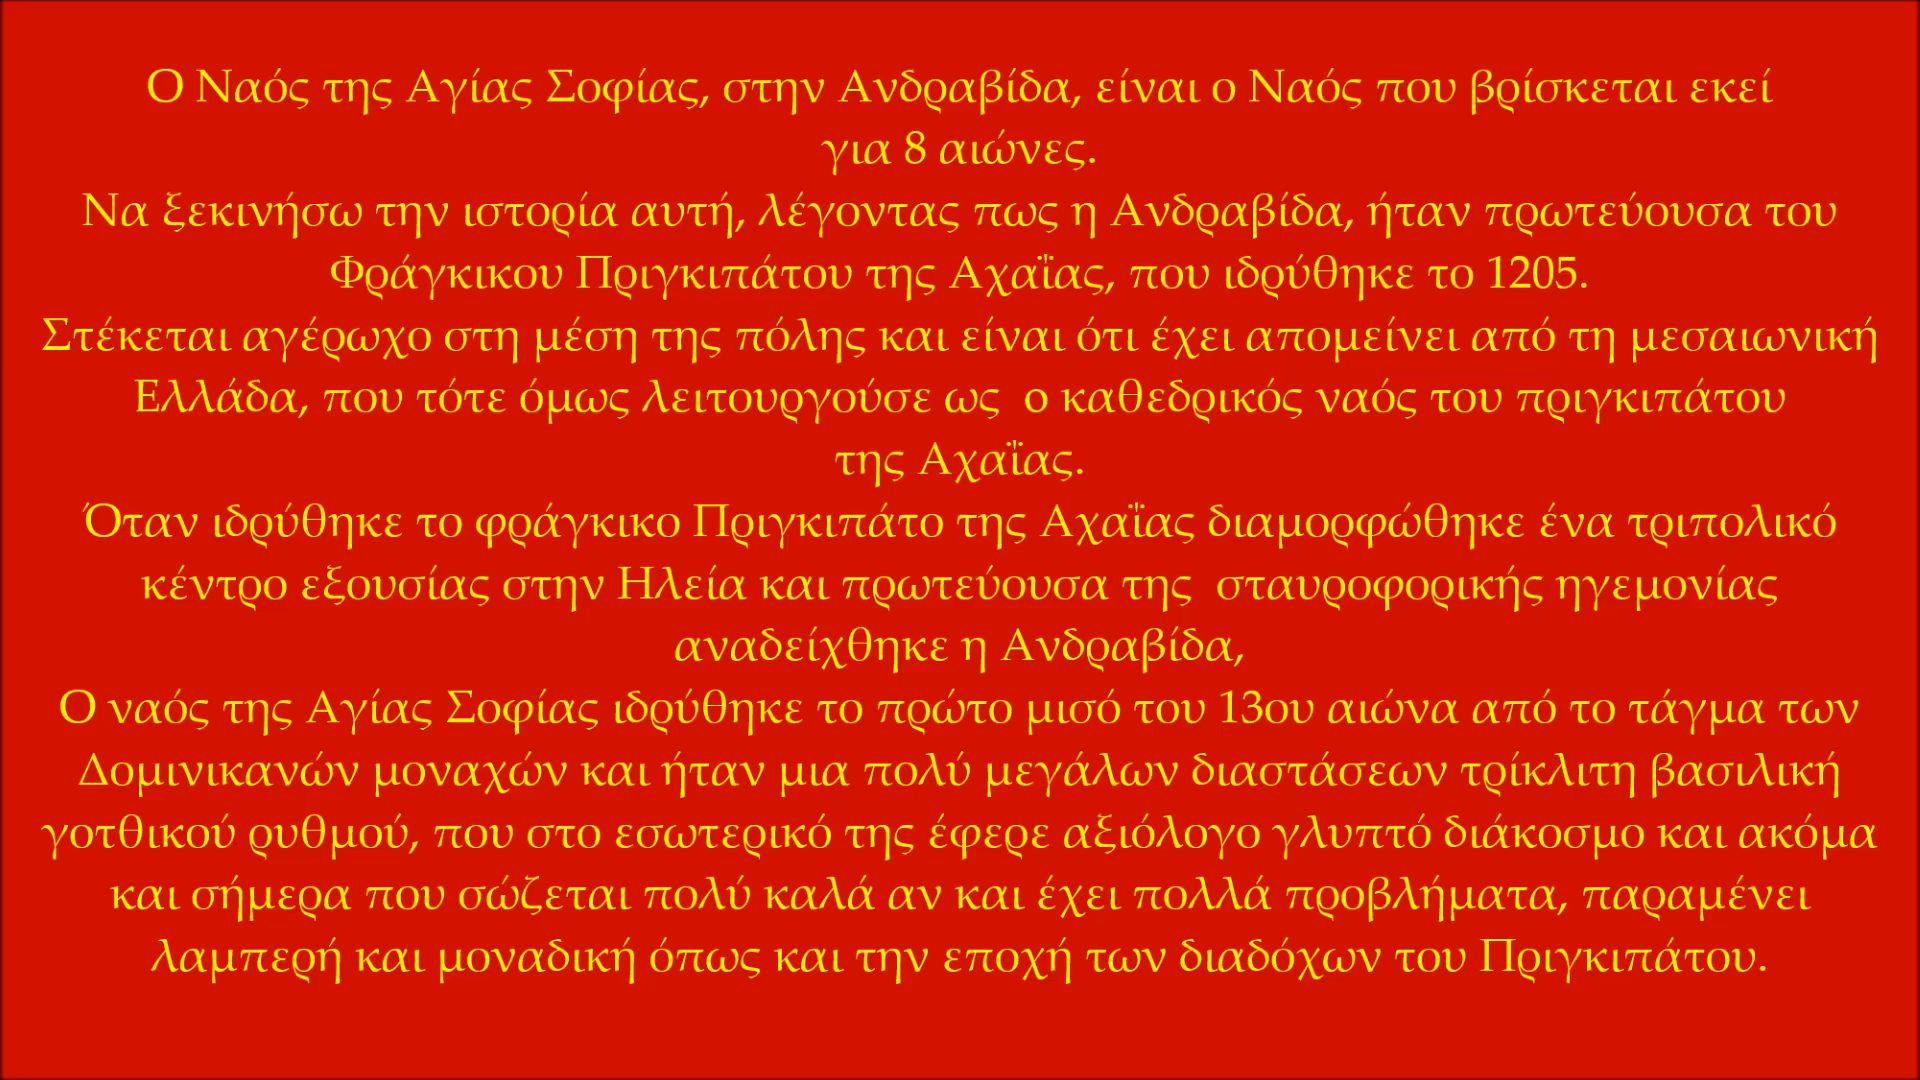 Ο Ναός της Αγίας Σοφίας, στην Ανδραβίδα, είναι ο Ναός που βρίσκεται εκεί
για 8 αιώνες.
Να ξεκινήσω την ιστορία αυτή, λέγοντας πως η Ανδραβίδα, ήταν πρωτεύουσα του
Φράγκικου Πριγκιπάτου της Αχαΐας, που ιδρύθηκε το 1205.
Στέκεται αγέρωχο στη μέση της πόλης και είναι ότι έχει απομείνει από τη μεσαιωνική
Ελλάδα, που τότε όμως λειτουργούσε ως  ο καθεδρικός ναός του πριγκιπάτου
της Αχαΐας.
Όταν ιδρύθηκε το φράγκικο Πριγκιπάτο της Αχαΐας διαμορφώθηκε ένα τριπολικό
κέντρο εξουσίας στην Ηλεία και πρωτεύουσα της  σταυροφορικής ηγεμονίας
αναδείχθηκε η Ανδραβίδα,
Ο ναός της Αγίας Σοφίας ιδρύθηκε το πρώτο μισό του 13ου αιώνα από το τάγμα των
Δομινικανών μοναχών και ήταν μια πολύ μεγάλων διαστάσεων τρίκλιτη βασιλική
γοτθικού ρυθμού, που στο εσωτερικό της έφερε αξιόλογο γλυπτό διάκοσμο και ακόμα
και σήμερα που σώζεται πολύ καλά αν και έχει πολλά προβλήματα, παραμένει
λαμπερή και μοναδική όπως και την εποχή των διαδόχων του Πριγκιπάτου.